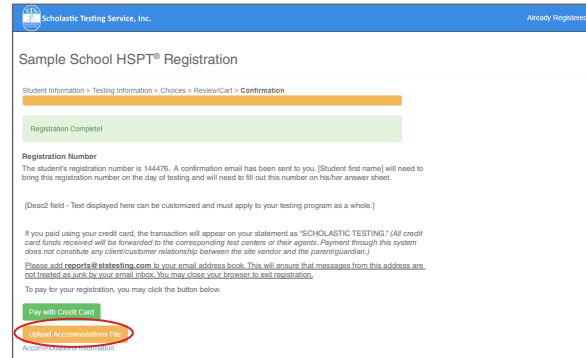 STS
Scholastic Testing Service, Inc.
Already Registered
Sample School HSPT® Registration
Student Information > Testing Information > Choices > Review/Cart > Confirmation
Registration Complete!
Registration Number
The student's registration number is 144476. A confirmation email has been sent to you. [Student first name] will need to
bring this registration number on the day of testing and will need to fill out this number on his/her answer sheet.
[Desc2 field - Text displayed here can be customized and must apply to your testing program as a whole.]
If you paid using your credit card, the transaction will appear on your statement as "SCHOLASTIC TESTING." (All credit
card funds received will be forwarded to the corresponding test centers or their agents. Payment through this system
does not constitute any client/customer relationship between the site vendor and the parent/guardian.)
Please add reports@ststesting.com to your email address book. This will ensure that messages from this address are
not treated as junk by your email inbox. You may close your browser to exit registration.
To pay for your registration, you may click the button below.
Pay with Credit Card
Upload Accommodations File
Accommodations Information